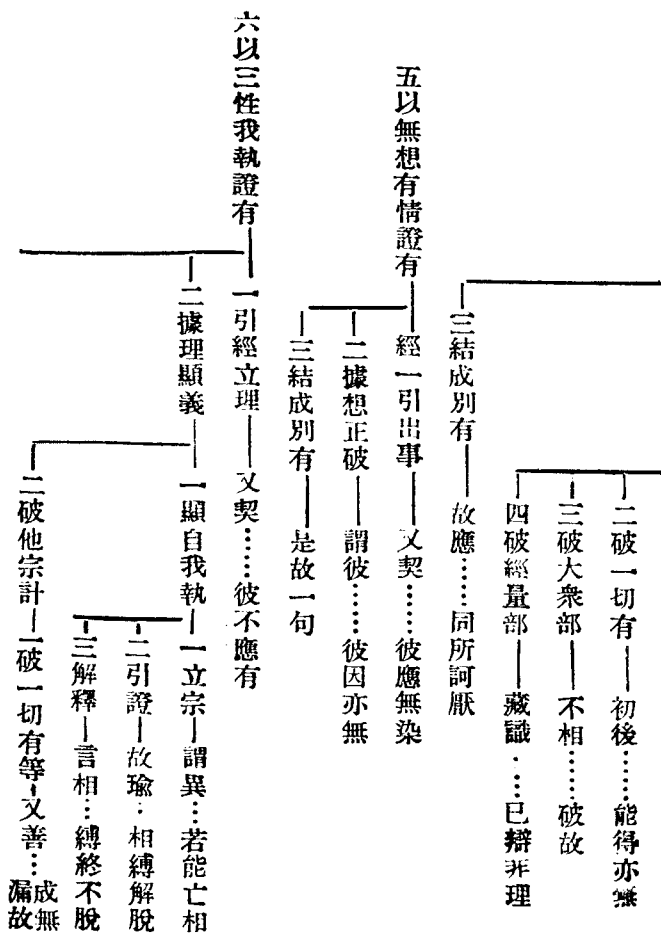 二破一切有——初後……能得亦無
三破大衆部——不相……破故
四破經量部——藏識……已辯非理
三結成別有——故應……同所訶厭
五以無想有情證有
經一引出事——又契……彼應無染
二據想正破——謂彼……彼因亦無
三結成別有——是故一句
六以三性我執證有
一引經立理——又契……彼不應有
二據理顯義
一顯自我執
一立宗——謂異…若能亡相
二引證——故瑜…相縛解脫
三解釋——言相…縛終不脫
二破他宗計
一破一切有等——又善…成無漏故